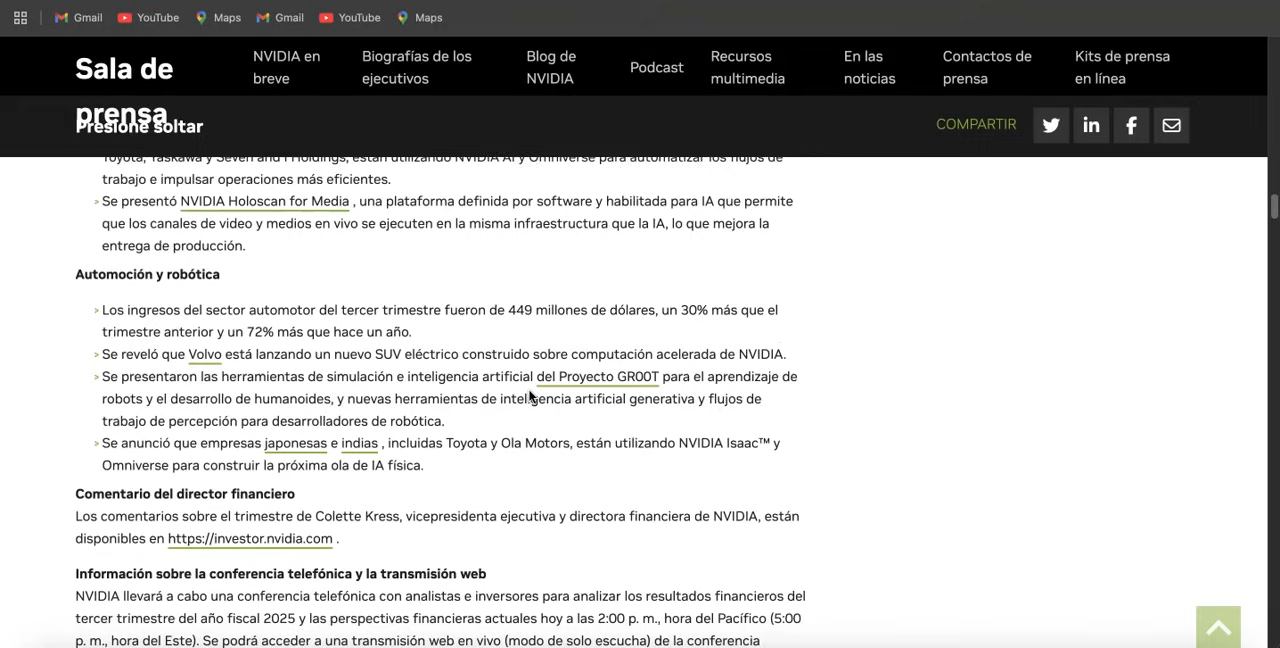 Gmail YouTube Maps Gmail YouTube Maps
Sala de prensa
NVIDIA en breve
Biografías de los ejecutivos
Blog de NVIDIA
Podcast
Recursos multimedia
En las noticias
Contactos de prensa
Kits de prensa en línea
Presione soltar
COMPARTIR
Toyota, Yaskawa y Seven and I Holdings, están utilizando NVIDIA AI y Omniverse para automatizar los flujos de
trabajo e impulsar operaciones más eficientes.
Se presentó NVIDIA Holoscan for Media , una plataforma definida por software y habilitada para IA que permite
que los canales de video y medios en vivo se ejecuten en la misma infraestructura que la IA, lo que mejora la
entrega de producción.
Automoción y robótica
Los ingresos del sector automotor del tercer trimestre fueron de 449 millones de dólares, un 30% más que el
trimestre anterior y un 72% más que hace un año.
Se reveló que Volvo está lanzando un nuevo SUV eléctrico construido sobre computación acelerada de NVIDIA.
Se presentaron las herramientas de simulación e inteligencia artificial del Proyecto GR00T para el aprendizaje de
robots y el desarrollo de humanoides, y nuevas herramientas de inteligencia artificial generativa y flujos de
trabajo de percepción para desarrolladores de robótica.
Se anunció que empresas japonesas e indias , incluidas Toyota y Ola Motors, están utilizando NVIDIA Isaac™ y
Omniverse para construir la próxima ola de IA física.
Comentario del director financiero
Los comentarios sobre el trimestre de Colette Kress, vicepresidenta ejecutiva y directora financiera de NVIDIA, están
disponibles en https://investor.nvidia.com .
Información sobre la conferencia telefónica y la transmisión web
NVIDIA llevará a cabo una conferencia telefónica con analistas e inversores para analizar los resultados financieros del
tercer trimestre del año fiscal 2025 y las perspectivas financieras actuales hoy a las 2:00 p. m., hora del Pacífico (5:00
p. m., hora del Este). Se podrá acceder a una transmisión web en vivo (modo de solo escucha) de la conferencia